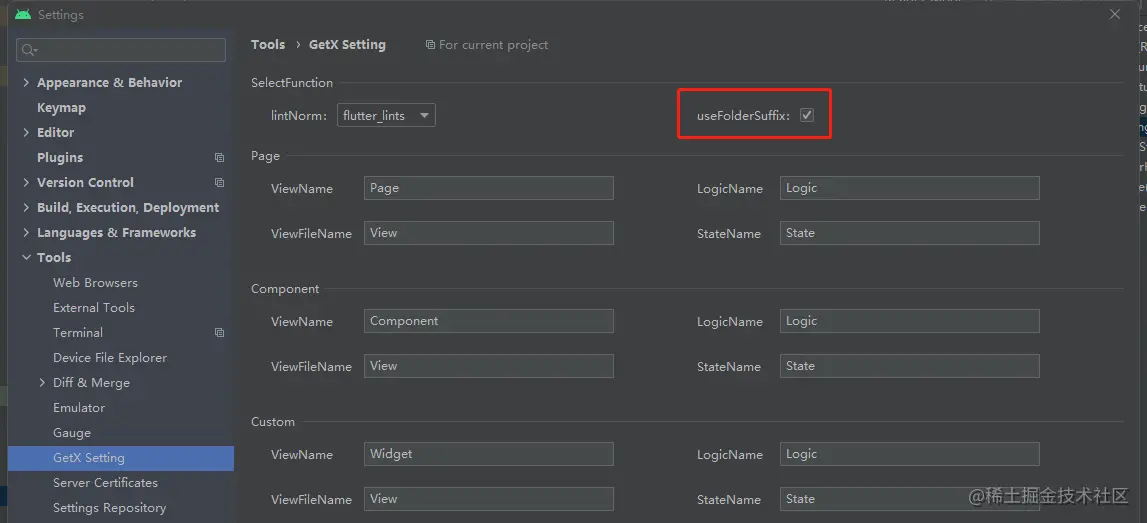 Settings
Tools › GetX Setting For current project
Appearance & Behavior
Keymap
Editor
Plugins
Version Control
Build, Execution, Deployment
Languages & Frameworks
Tools
Web Browsers
External Tools
Terminal
Device File Explorer
Diff & Merge
Emulator
Gauge
GetX Setting
Server Certificates
Settings Repository
SelectFunction
lintNorm: flutter_lints useFolderSuffix:
Page
ViewName Page LogicName Logic
ViewFileName View StateName State
Component
ViewName Component LogicName Logic
ViewFileName View StateName State
Custom
ViewName Widget LogicName Logic
ViewFileName View StateName State
@稀土掘金技术社区